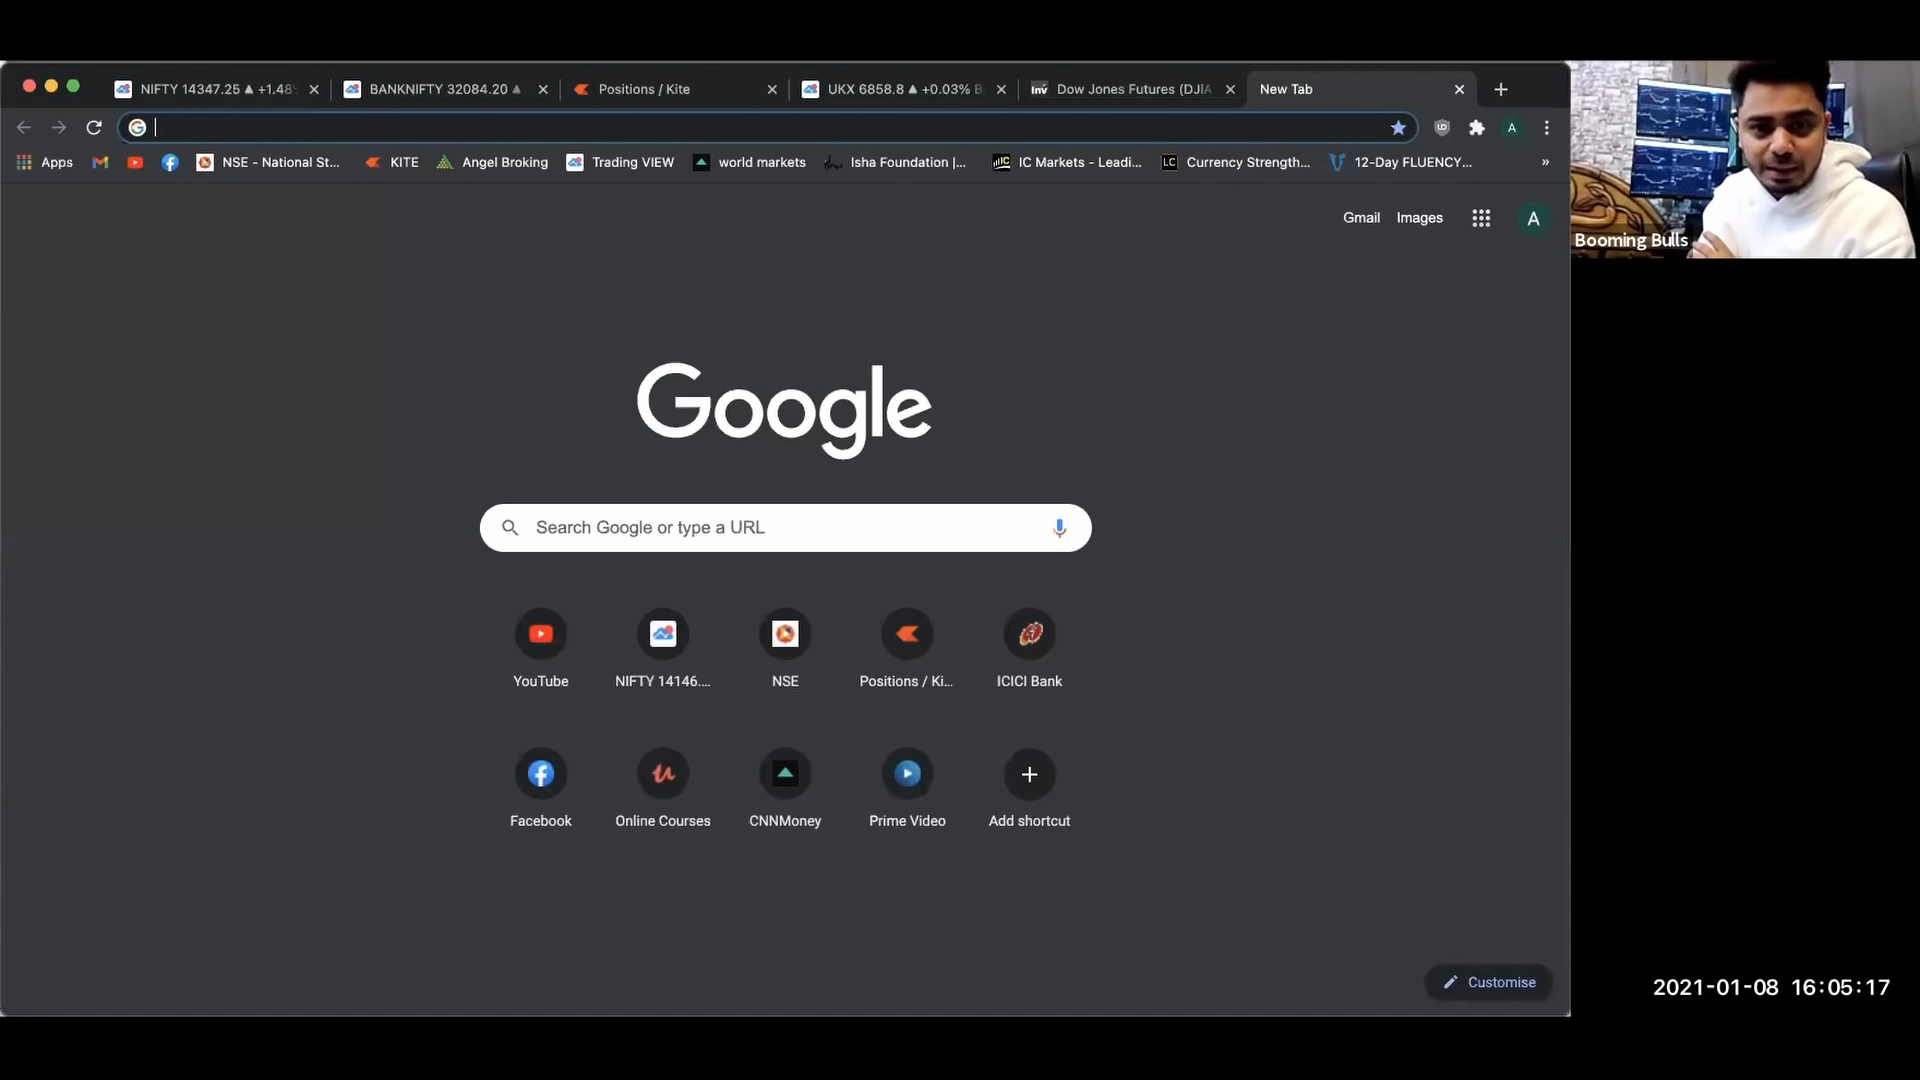 NIFTY 14347.25 ▲ +1.48%
BANKNIFTY 32084.20 ▲
Positions / Kite
UKX 6858.8 ▲ +0.03% B
Dow Jones Futures (DJIA
New Tab
Apps
NSE - National St...
KITE
Angel Broking
Trading VIEW
world markets
Isha Foundation |...
IC Markets - Leadi...
Currency Strength...
12-Day FLUENCY...
Gmail
Images
A
Booming Bulls
Google
Search Google or type a URL
YouTube
NIFTY 14146....
NSE
Positions / Ki...
ICICI Bank
Facebook
Online Courses
CNNMoney
Prime Video
Add shortcut
Customise
2021-01-08 16:05:17